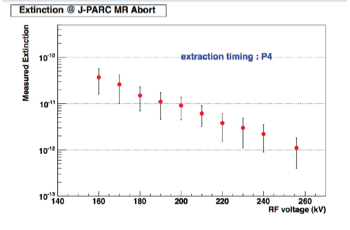 Extinction @ J-PARC MR Abort
Measured Extinction
extraction timing : P4
10⁻¹⁰
10⁻¹¹
10⁻¹²
10⁻¹³
140 160 180 200 220 240 260
RF voltage (kV)